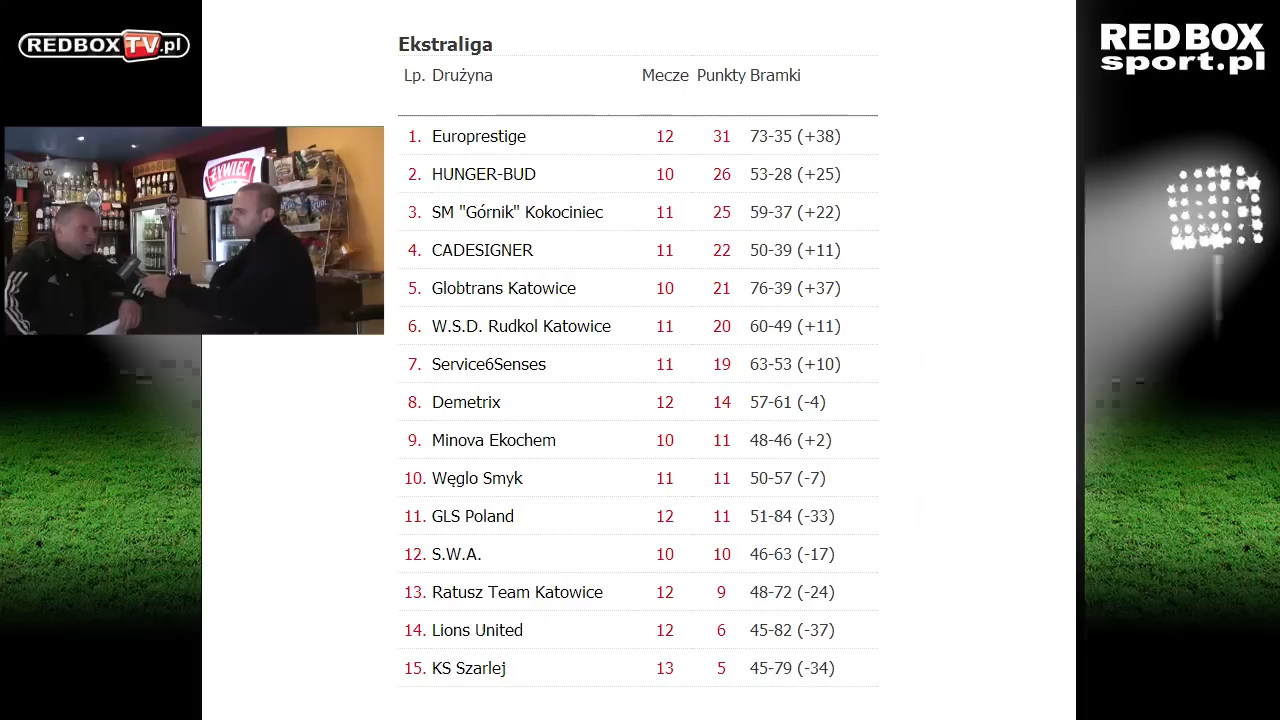 REDBOXTV.pl
RED BOX
sport.pl
ŻYWIEC
Ekstraliga
Lp. Drużyna Mecze Punkty Bramki
1. Europrestige 12 31 73-35 (+38)
2. HUNGER-BUD 10 26 53-28 (+25)
3. SM "Górnik" Kokociniec 11 25 59-37 (+22)
4. CADESIGNER 11 22 50-39 (+11)
5. Globtrans Katowice 10 21 76-39 (+37)
6. W.S.D. Rudkol Katowice 11 20 60-49 (+11)
7. Service6Senses 11 19 63-53 (+10)
8. Demetrix 12 14 57-61 (-4)
9. Minova Ekochem 10 11 48-46 (+2)
10. Węglo Smyk 11 11 50-57 (-7)
11. GLS Poland 12 11 51-84 (-33)
12. S.W.A. 10 10 46-63 (-17)
13. Ratusz Team Katowice 12 9 48-72 (-24)
14. Lions United 12 6 45-82 (-37)
15. KS Szarlej 13 5 45-79 (-34)